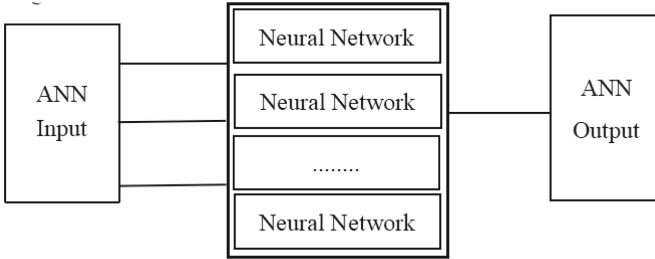 ANN
Input
Neural Network
Neural Network
........
Neural Network
ANN
Output